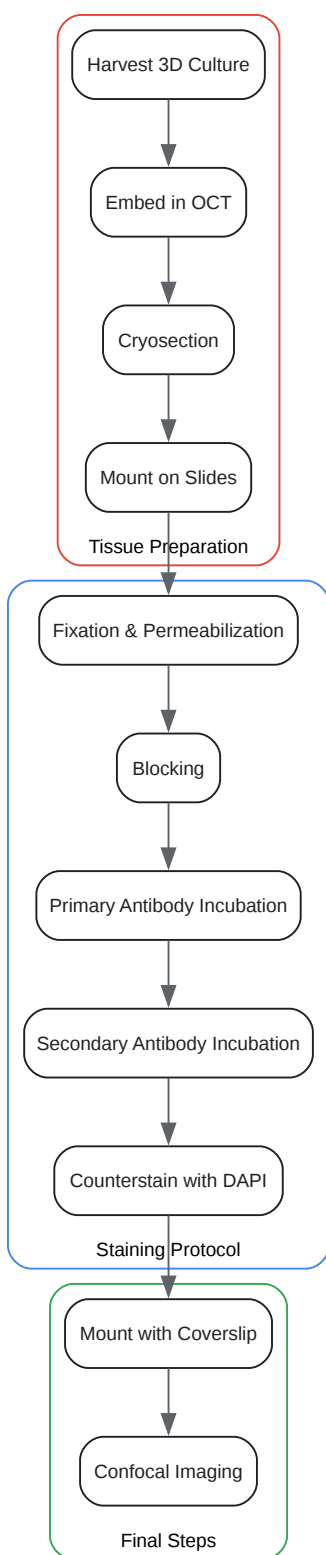 Harvest 3D Culture
Embed in OCT
Cryosection
Mount on Slides
Tissue Preparation
Fixation & Permeabilization
Blocking
Primary Antibody Incubation
Secondary Antibody Incubation
Counterstain with DAPI
Staining Protocol
Mount with Coverslip
Confocal Imaging
Final Steps